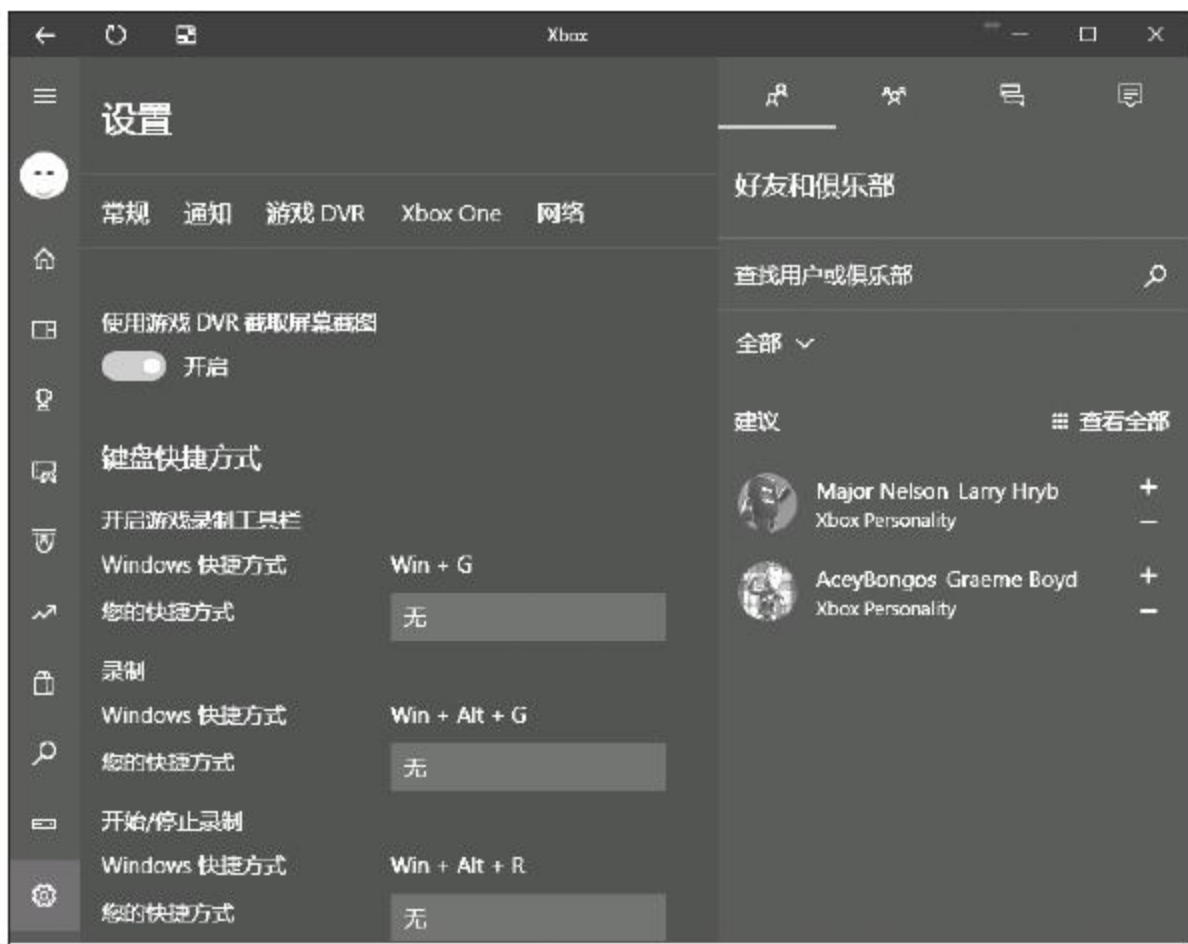 Xbox
设置
常规 通知 游戏 DVR Xbox One 网络
使用游戏 DVR 截取屏幕截图
开启
键盘快捷方式
开启游戏录制工具栏
Windows 快捷方式 Win + G
您的快捷方式 无
录制
Windows 快捷方式 Win + Alt + G
您的快捷方式 无
开始/停止录制
Windows 快捷方式 Win + Alt + R
您的快捷方式 无
好友和俱乐部
查找用户或俱乐部
全部
建议 查看全部
Major Nelson Larry Hryb
Xbox Personality
AceyBongos Graeme Boyd
Xbox Personality